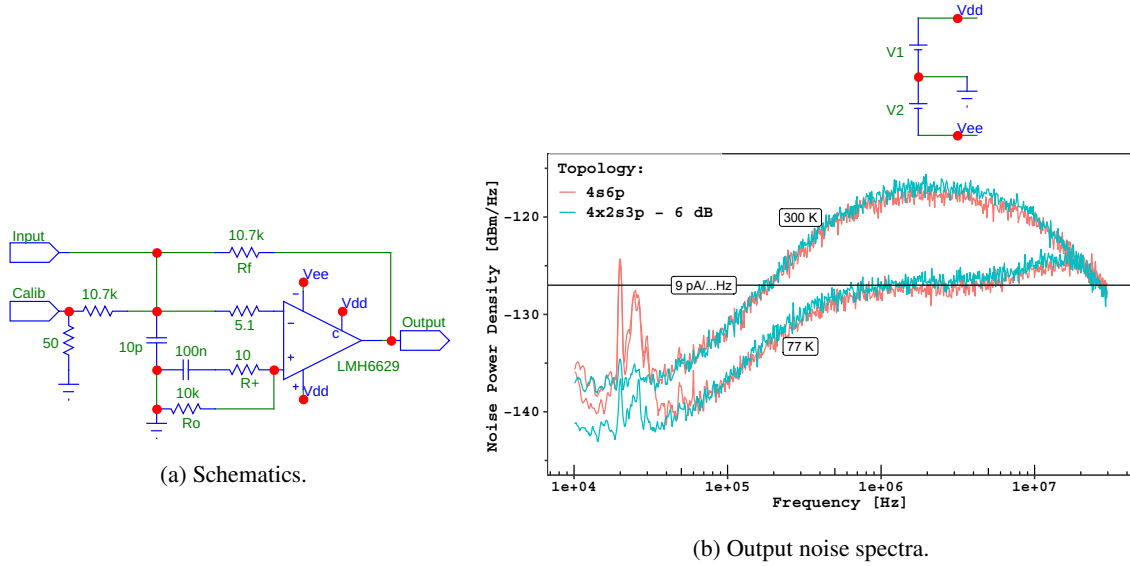 Vdd
V1
V2
Vee
Input
10.7k
Rf
Vee
Calib
10.7k
Vdd
5.1
Output
50
10p
100n
10
LMH6629
c
R+
10k
Vdd
Ro
(a) Schematics.
Topology:
4s6p
4x2s3p - 6 dB
300 K
9 pA/...Hz
77 K
Noise Power Density [dBm/Hz]
-120
-130
-140
1e+04
1e+05
1e+06
1e+07
Frequency [Hz]
(b) Output noise spectra.